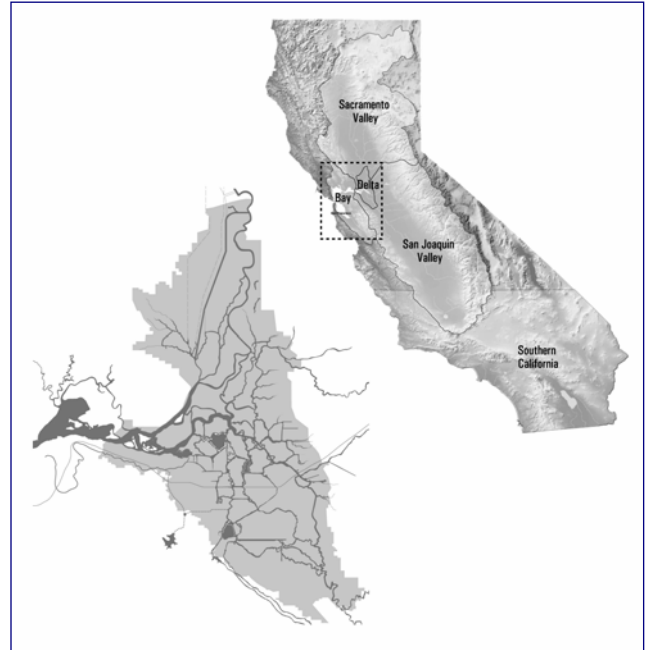 Sacramento
Valley
Delta
Bay
San Joaquin
Valley
Southern
California